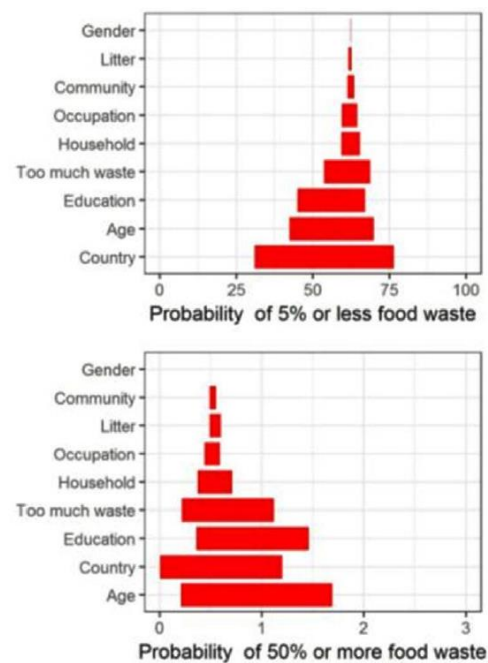 Gender
Litter
Community
Occupation
Household
Too much waste
Education
Age
Country
0 25 50 75 100
Probability of 5% or less food waste
Gender
Community
Litter
Occupation
Household
Too much waste
Education
Country
Age
0 1 2 3
Probability of 50% or more food waste